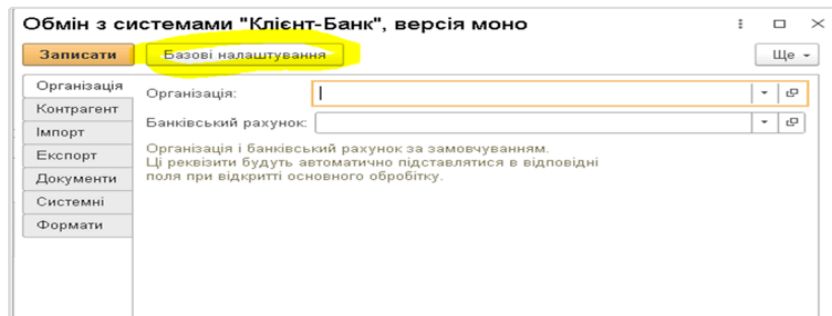 Обмін з системами "Клієнт-Банк", версія моно
Записати Базові налаштування Ще
Організація
Контрагент
Імпорт
Експорт
Документи
Системні
Формати
Організація:
Банківський рахунок:
Організація і банківський рахунок за замовчуванням.
Ці реквізити будуть автоматично підставлятися в відповідні
поля при відкритті основного обробітку.